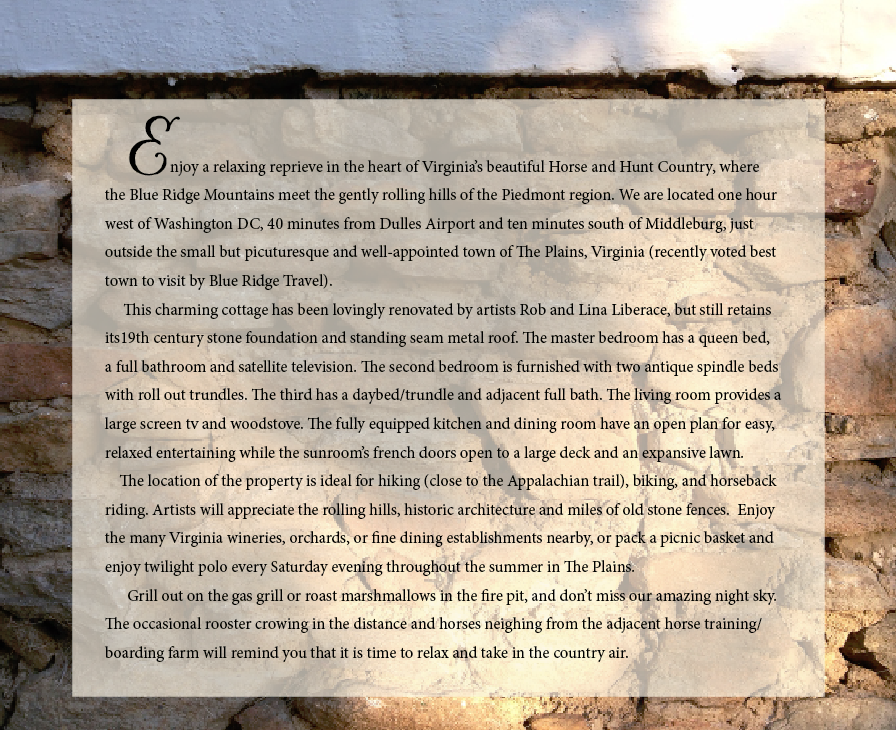 Enjoy a relaxing reprieve in the heart of Virginia's beautiful Horse and Hunt Country, where
the Blue Ridge Mountains meet the gently rolling hills of the Piedmont region. We are located one hour
west of Washington DC, 40 minutes from Dulles Airport and ten minutes south of Middleburg, just
outside the small but picuturesque and well-appointed town of The Plains, Virginia (recently voted best
town to visit by Blue Ridge Travel).
This charming cottage has been lovingly renovated by artists Rob and Lina Liberace, but still retains
its19th century stone foundation and standing seam metal roof. The master bedroom has a queen bed,
a full bathroom and satellite television. The second bedroom is furnished with two antique spindle beds
with roll out trundles. The third has a daybed/trundle and adjacent full bath. The living room provides a
large screen tv and woodstove. The fully equipped kitchen and dining room have an open plan for easy,
relaxed entertaining while the sunroom's french doors open to a large deck and an expansive lawn.
The location of the property is ideal for hiking (close to the Appalachian trail), biking, and horseback
riding. Artists will appreciate the rolling hills, historic architecture and miles of old stone fences.  Enjoy
the many Virginia wineries, orchards, or fine dining establishments nearby, or pack a picnic basket and
enjoy twilight polo every Saturday evening throughout the summer in The Plains.
Grill out on the gas grill or roast marshmallows in the fire pit, and don't miss our amazing night sky.
The occasional rooster crowing in the distance and horses neighing from the adjacent horse training/
boarding farm will remind you that it is time to relax and take in the country air.